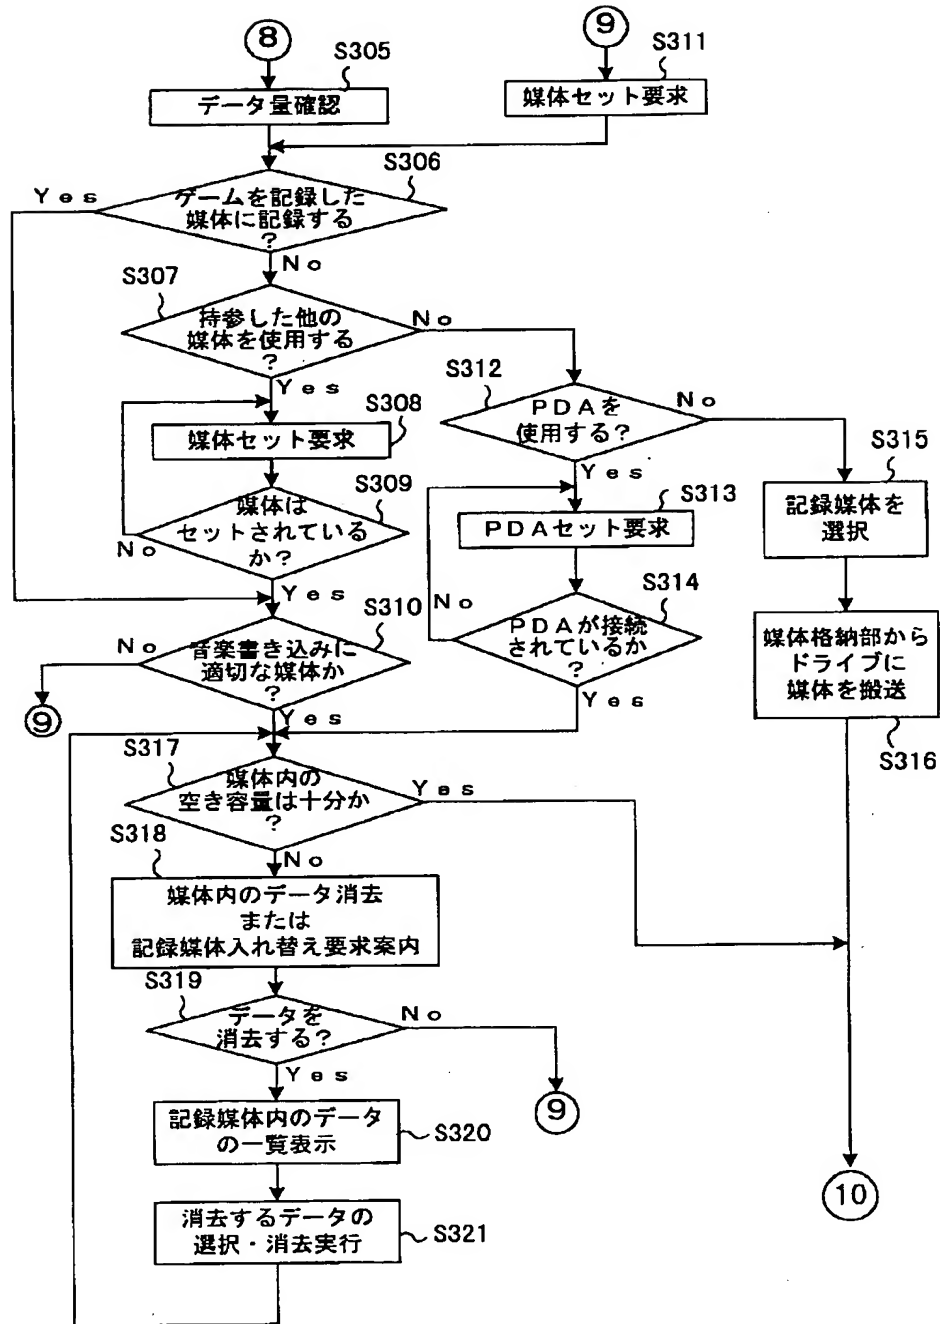 8
S305
データ量確認
9
S311
媒体セット要求
S306
Yes
ゲームを記録した
媒体に記録する
?
No
S307
持参した他の
媒体を使用する
?
No
Yes
S308
媒体セット要求
S309
媒体は
セットされている
か?
No
Yes
S312
PDAを
使用する?
No
Yes
S313
PDAセット要求
S314
PDAが接続
されているか
?
No
Yes
S315
記録媒体を
選択
媒体格納部から
ドライブに
媒体を搬送
S316
S310
音楽書き込みに
適切な媒体か
?
No
9
Yes
S317
媒体内の
空き容量は十分か
?
Yes
No
S318
媒体内のデータ消去
または
記録媒体入れ替え要求案内
S319
データを
消去する?
No
9
Yes
記録媒体内のデータ
の一覧表示
S320
消去するデータの
選択・消去実行
S321
10